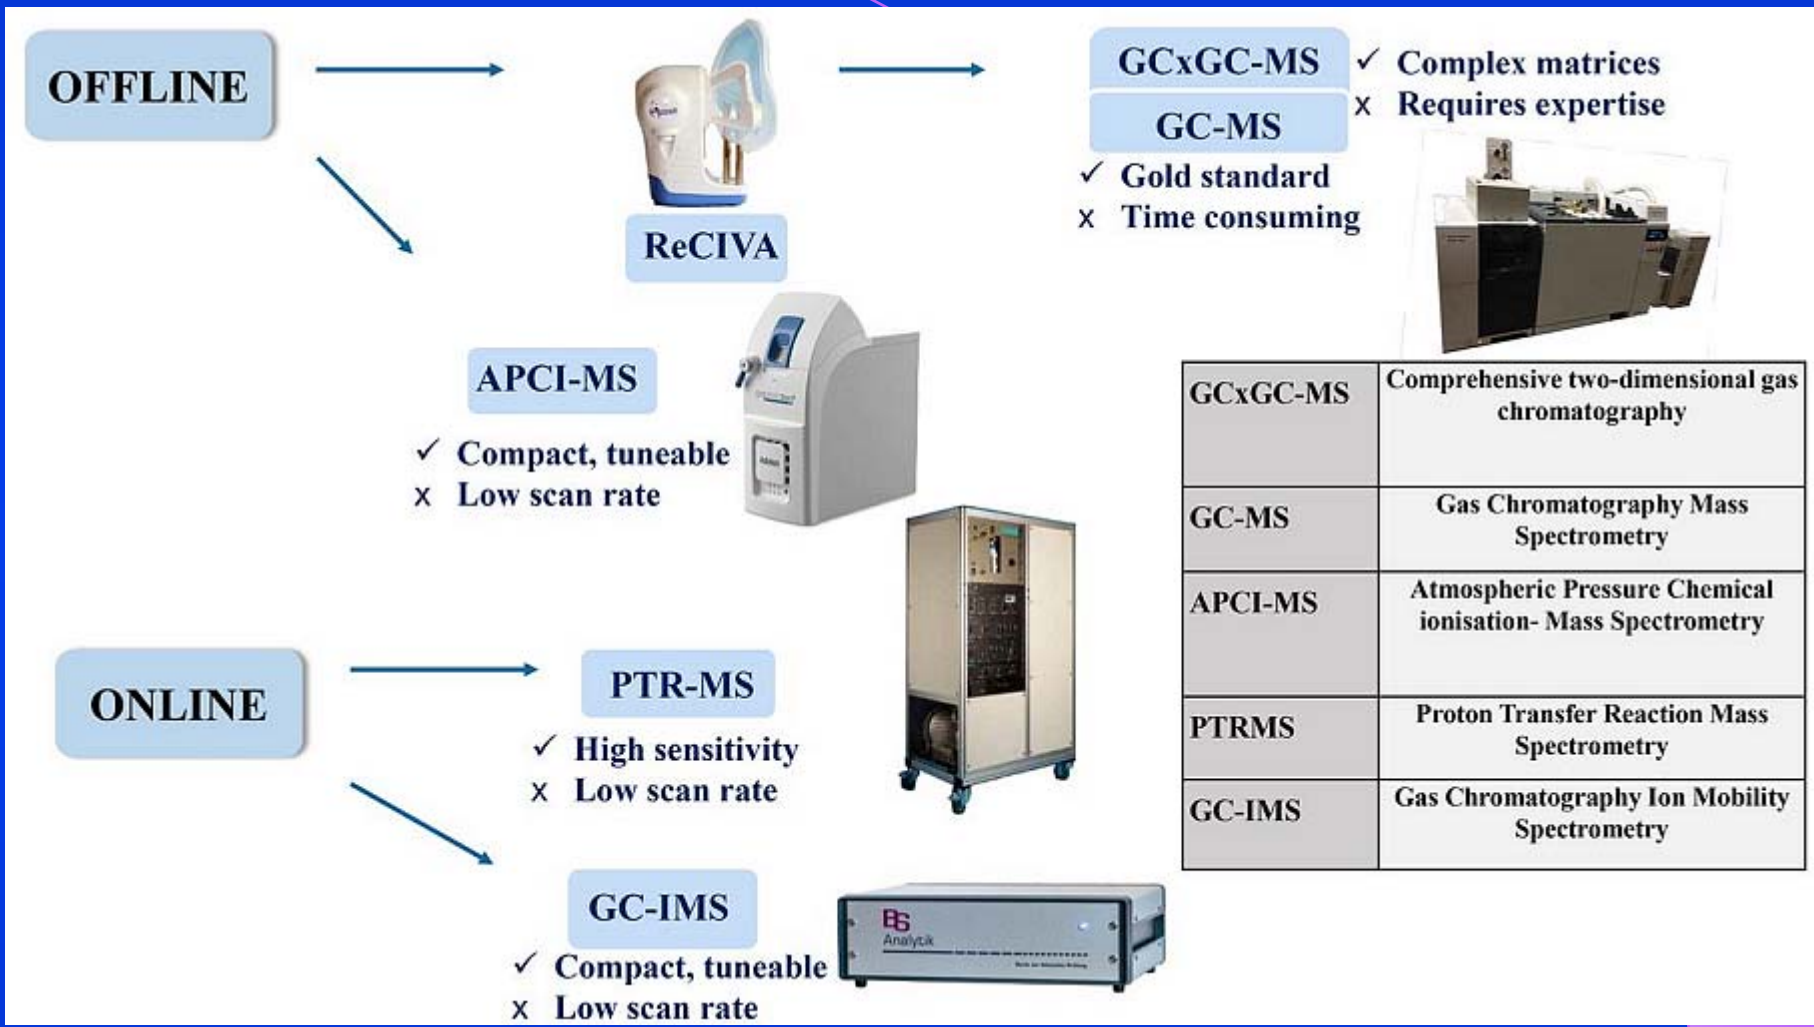 OFFLINE
ReCIVA
GCxGC-MS
✓ Complex matrices
x Requires expertise
GC-MS
✓ Gold standard
x Time consuming
APCI-MS
✓ Compact, tuneable
x Low scan rate
ONLINE
PTR-MS
✓ High sensitivity
x Low scan rate
GC-IMS
✓ Compact, tuneable
x Low scan rate
BS
Analytik
GCxGC-MS
Comprehensive two-dimensional gas
chromatography
GC-MS
Gas Chromatography Mass
Spectrometry
APCI-MS
Atmospheric Pressure Chemical
ionisation- Mass Spectrometry
PTRMS
Proton Transfer Reaction Mass
Spectrometry
GC-IMS
Gas Chromatography Ion Mobility
Spectrometry